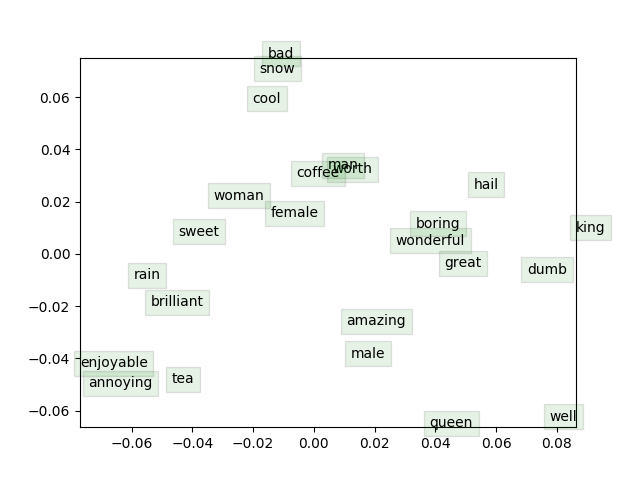 bad
snow
0.06
cool
0.04
man
worth
coffee
hail
0.02
woman
female
boring
king
sweet
wonderful
0.00
great
dumb
rain
brilliant
−0.02
amazing
male
−0.04
enjoyable
annoying
tea
−0.06
queen
well
−0.06 −0.04 −0.02 0.00 0.02 0.04 0.06 0.08